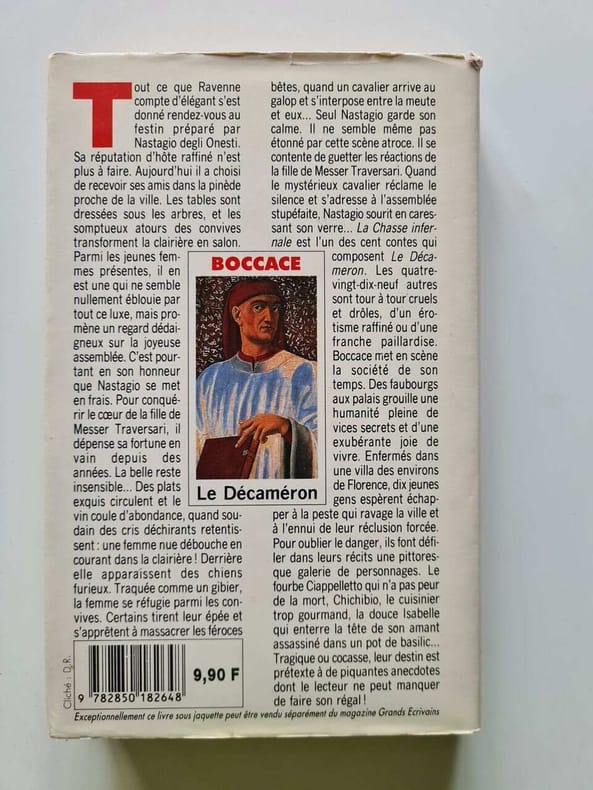 Tout ce que Ravenne
compte d'élégant s'est
donné rendez-vous au
festin préparé par
Nastagio degli Onesti.
Sa réputation d'hôte raffiné n'est
plus à faire. Aujourd'hui il a choisi
de recevoir ses amis dans la pinède
proche de la ville. Les tables sont
dressées sous les arbres, et les
somptueux atours des convives
transforment la clairière en salon.
Parmi les jeunes fem-
mes présentes, il en
est une qui ne semble
nullement éblouie par
tout ce luxe, mais pro-
mène un regard dédai-
gneux sur la joyeuse
assemblée. C'est pour-
tant en son honneur
que Nastagio se met
en frais. Pour conqué-
rir le cœur de la fille de
Messer Traversari, il
dépense sa fortune en
vain depuis des
années. La belle reste
insensible... Des plats
exquis circulent et le
vin coule d'abondance, quand sou-
dain des cris déchirants retentis-
sent : une femme nue débouche en
courant dans la clairière ! Derrière
elle apparaissent des chiens
furieux. Traquée comme un gibier,
la femme se réfugie parmi les con-
vives. Certains tirent leur épée et
s'apprêtent à massacrer les féroces
bêtes, quand un cavalier arrive au
galop et s'interpose entre la meute
et eux... Seul Nastagio garde son
calme. Il ne semble même pas
étonné par cette scène atroce. Il se
contente de guetter les réactions de
la fille de Messer Traversari. Quand
le mystérieux cavalier réclame le
silence et s'adresse à l'assemblée
stupéfaite, Nastagio sourit en cares-
sant son verre... La Chasse infer-
nale est l'un des cent contes qui
composent Le Déca-
méron. Les quatre-
vingt-dix-neuf autres
sont tour à tour cruels
et drôles, d'un éro-
tisme raffiné ou d'une
franche paillardise.
Boccace met en scène
la société de son
temps. Des faubourgs
aux palais grouille une
humanité pleine de
vices secrets et d'une
exubérante joie de
vivre. Enfermés dans
une villa des environs
de Florence, dix jeunes
gens espèrent échap-
per à la peste qui ravage la ville et
à l'ennui de leur réclusion forcée.
Pour oublier le danger, ils font défi-
ler dans leurs récits une pittores-
que galerie de personnages. Le
fourbe Ciappelletto qui n'a pas peur
de la mort, Chichibio, le cuisinier
trop gourmand, la douce Isabelle
qui enterre la tête de son amant
assassiné dans un pot de basilic...
Tragique ou cocasse, leur destin est
prétexte à de piquantes anecdotes
dont le lecteur ne peut manquer
de faire son régal !
BOCCACE
Le Décaméron
Cliché : D.R.
9 782850 182648
9,90 F
Exceptionnellement ce livre sous jaquette peut être vendu séparément du magazine Grands Ecrivains